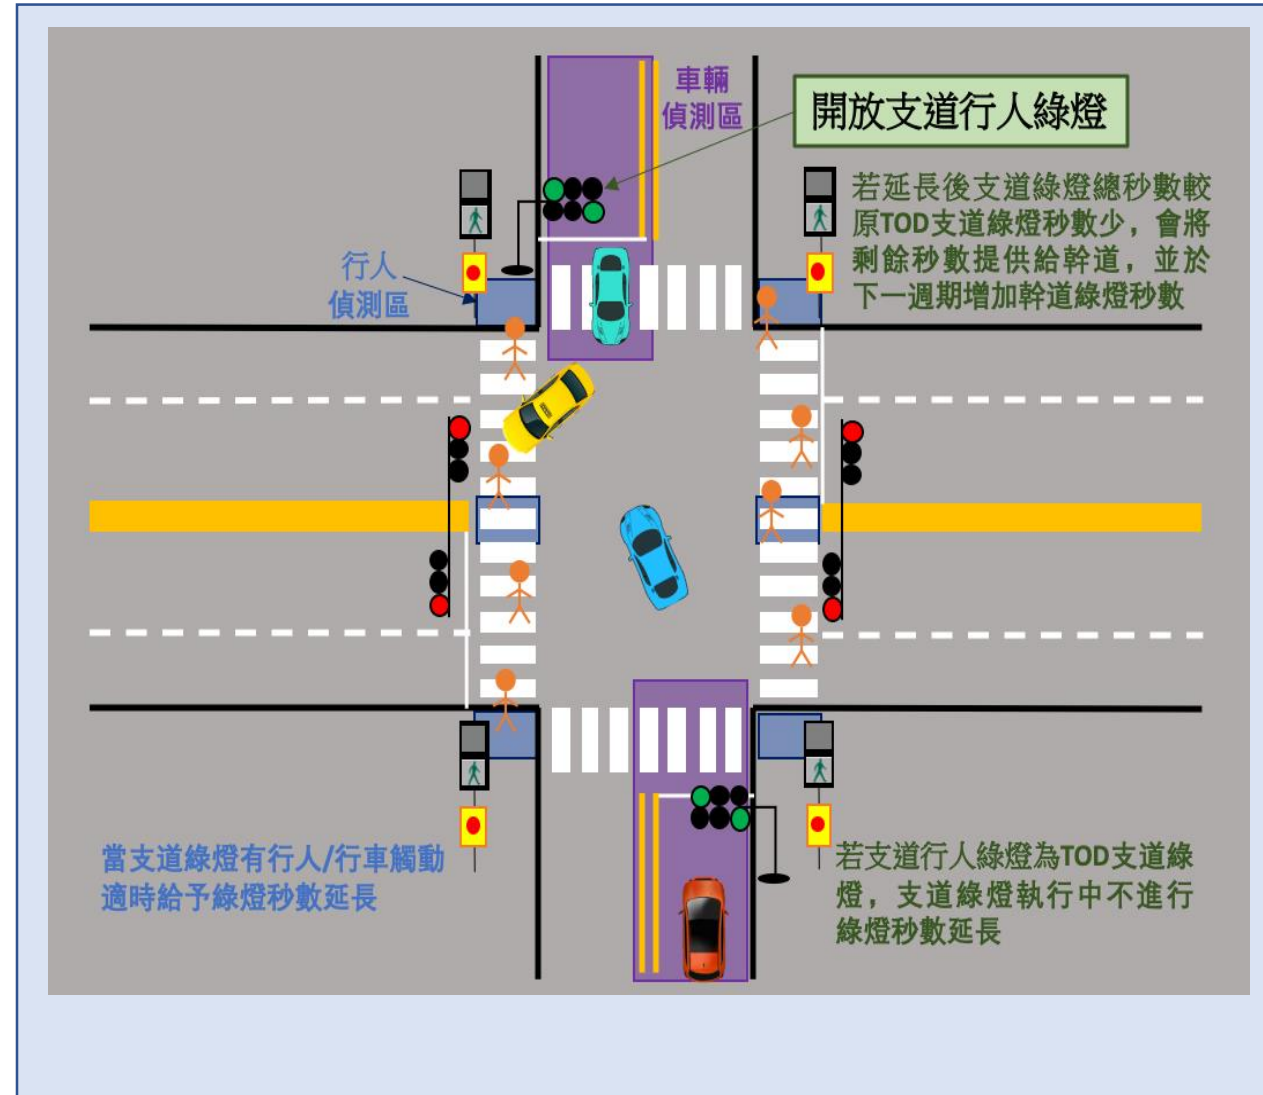 車輛
偵測區
開放支道行人綠燈
若延長後支道綠燈總秒數較
原TOD支道綠燈秒數少，會將
剩餘秒數提供給幹道，並於
下一週期增加幹道綠燈秒數
行人
偵測區
當支道綠燈有行人/行車觸動
適時給予綠燈秒數延長
若支道行人綠燈為TOD支道綠
燈，支道綠燈執行中不進行
綠燈秒數延長